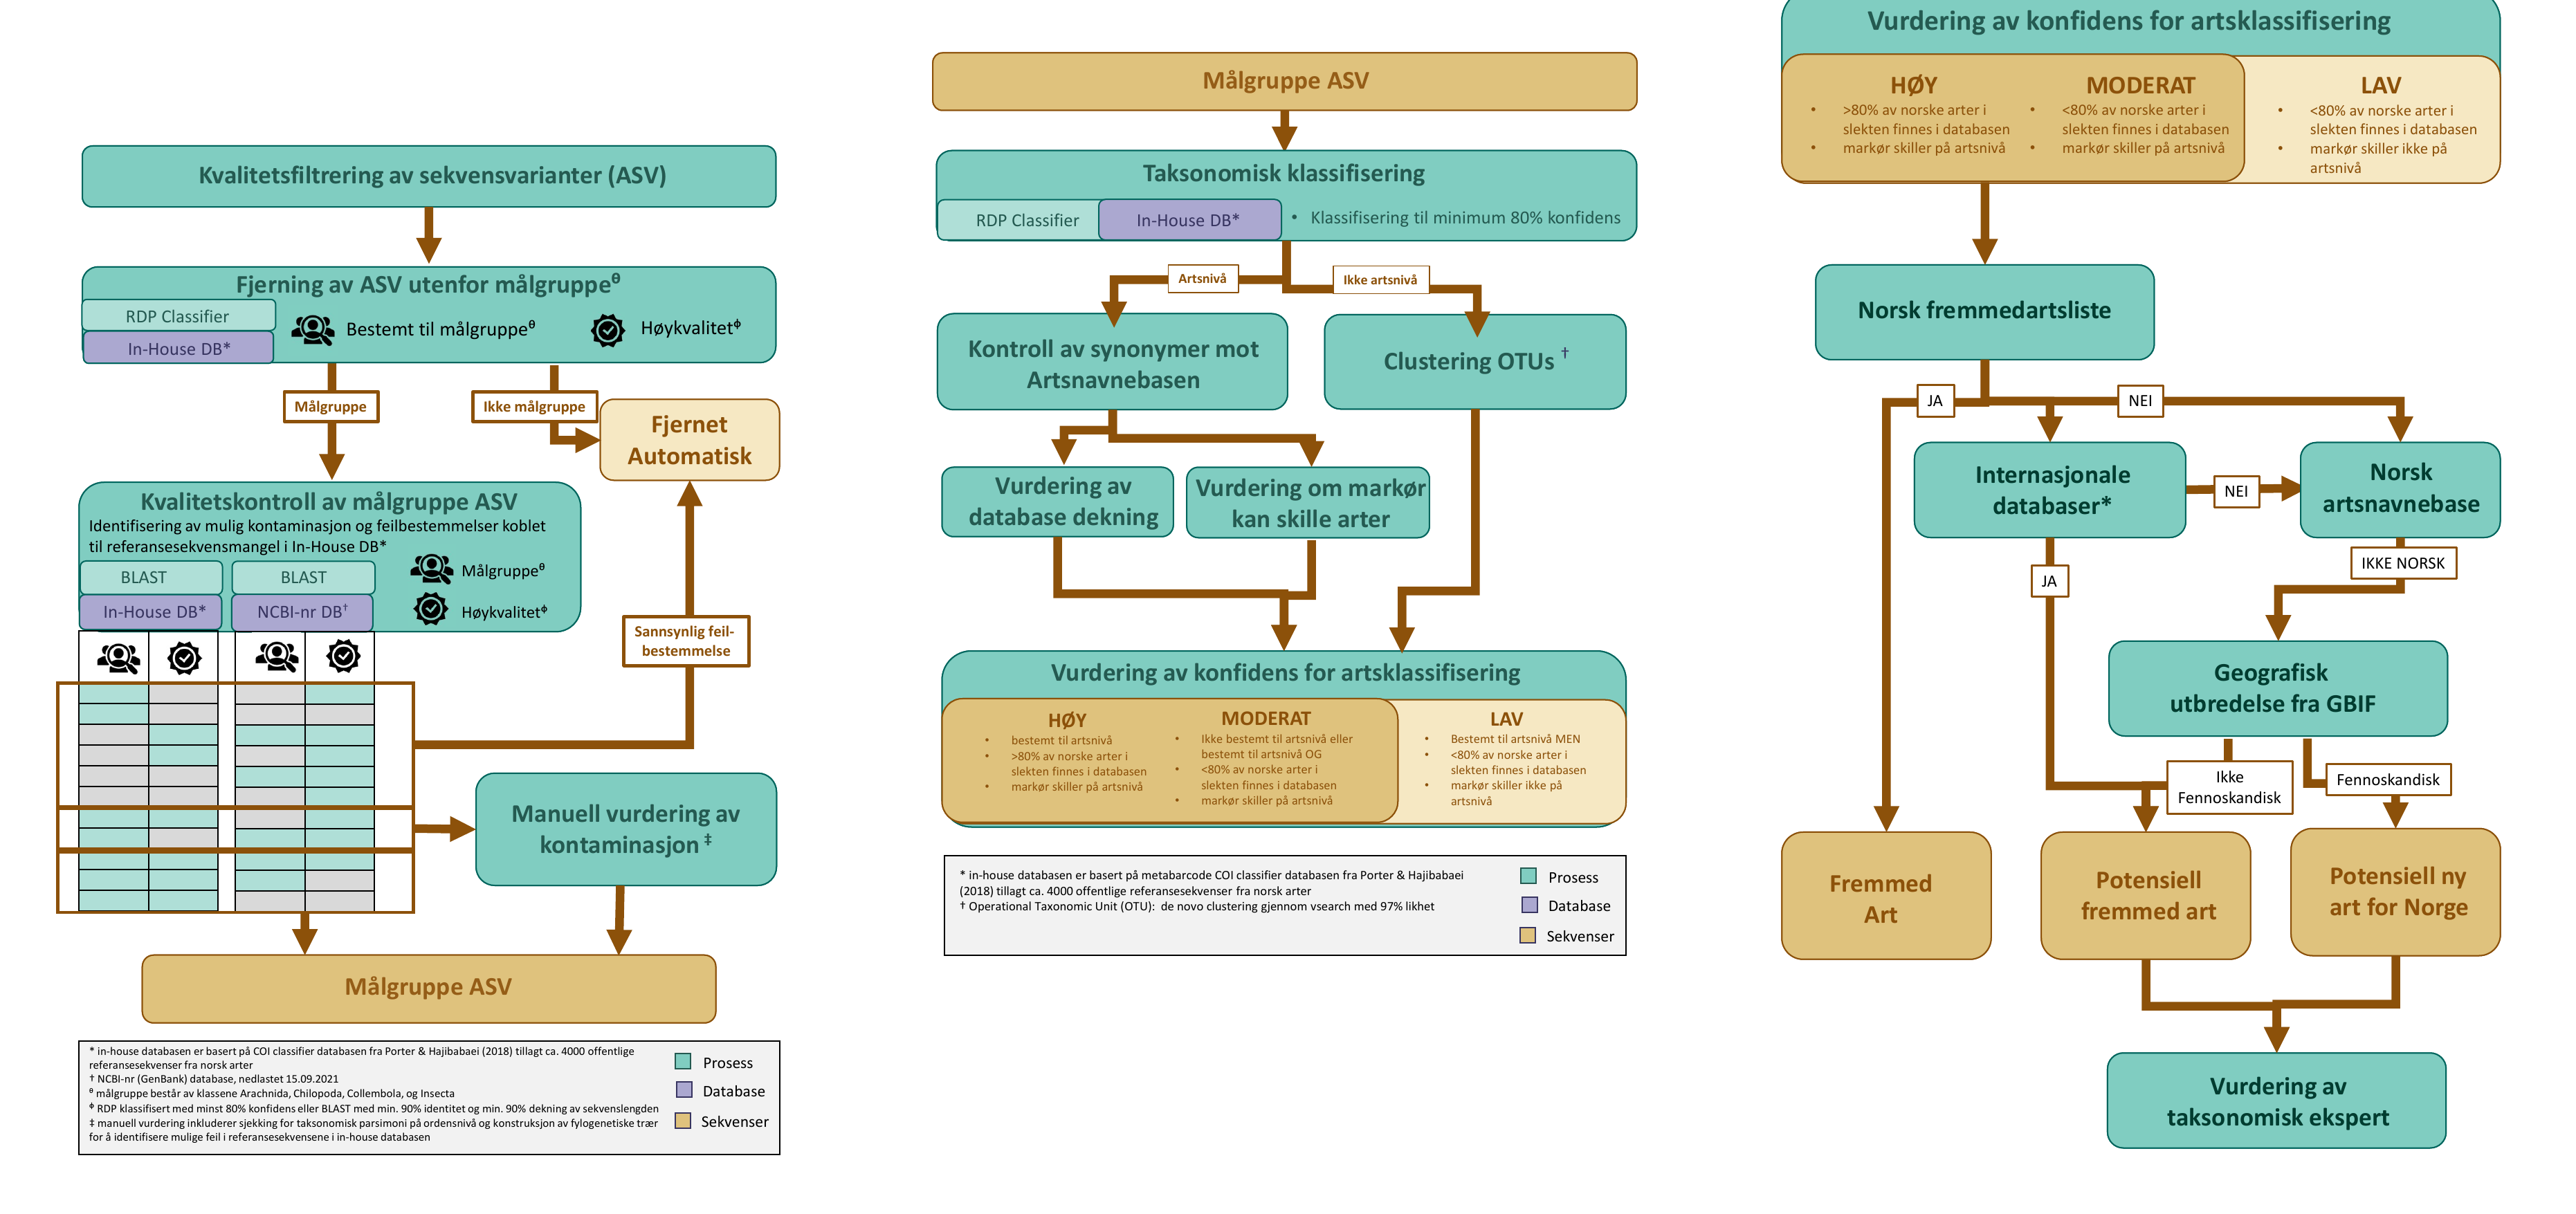 Kvalitetsfiltrering av sekvensvarianter (ASV)
Fjerning av ASV utenfor målgruppeᶿ
RDP Classifier
In-House DB*
Bestemt til målgruppeᶿ
Høykvalitetᶲ
Målgruppe
Ikke målgruppe
Fjernet
Automatisk
Kvalitetskontroll av målgruppe ASV
Identifisering av mulig kontaminasjon og feilbestemmelser koblet
til referansesekvensmangel i In-House DB*
BLAST
In-House DB*
BLAST
NCBI-nr DB†
Målgruppeᶿ
Høykvalitetᶲ
Sannsynlig feil-
bestemmelse
Manuell vurdering av
kontaminasjon ‡
Målgruppe ASV
* in-house databasen er basert på COI classifier databasen fra Porter & Hajibabaei (2018) tillagt ca. 4000 offentlige
referansesekvenser fra norsk arter
† NCBI-nr (GenBank) database, nedlastet 15.09.2021
ᶿ målgruppe består av klassene Arachnida, Chilopoda, Collembola, og Insecta
ᶲ RDP klassifisert med minst 80% konfidens eller BLAST med min. 90% identitet og min. 90% dekning av sekvenslengden
‡ manuell vurdering inkluderer sjekking for taksonomisk parsimoni på ordensnivå og konstruksjon av fylogenetiske trær
for å identifisere mulige feil i referansesekvensene i in-house databasen
Prosess
Database
Sekvenser
Målgruppe ASV
Taksonomisk klassifisering
RDP Classifier
In-House DB*
• Klassifisering til minimum 80% konfidens
Artsnivå
Ikke artsnivå
Kontroll av synonymer mot
Artsnavnebasen
Clustering OTUs †
Vurdering av
database dekning
Vurdering om markør
kan skille arter
Vurdering av konfidens for artsklassifisering
HØY
• bestemt til artsnivå
• >80% av norske arter i
slekten finnes i databasen
• markør skiller på artsnivå
MODERAT
• Ikke bestemt til artsnivå eller
bestemt til artsnivå OG
• <80% av norske arter i
slekten finnes i databasen
• markør skiller på artsnivå
LAV
• Bestemt til artsnivå MEN
• <80% av norske arter i
slekten finnes i databasen
• markør skiller ikke på
artsnivå
* in-house databasen er basert på metabarcode COI classifier databasen fra Porter & Hajibabaei
(2018) tillagt ca. 4000 offentlige referansesekvenser fra norsk arter
† Operational Taxonomic Unit (OTU): de novo clustering gjennom vsearch med 97% likhet
Prosess
Database
Sekvenser
Vurdering av konfidens for artsklassifisering
HØY
• >80% av norske arter i
slekten finnes i databasen
• markør skiller på artsnivå
MODERAT
• <80% av norske arter i
slekten finnes i databasen
• markør skiller på artsnivå
LAV
• <80% av norske arter i
slekten finnes i databasen
• markør skiller ikke på
artsnivå
Norsk fremmedartsliste
JA
NEI
Internasjonale
databaser*
NEI
Norsk
artsnavnebase
JA
IKKE NORSK
Geografisk
utbredelse fra GBIF
Ikke
Fennoskandisk
Fennoskandisk
Fremmed
Art
Potensiell
fremmed art
Potensiell ny
art for Norge
Vurdering av
taksonomisk ekspert